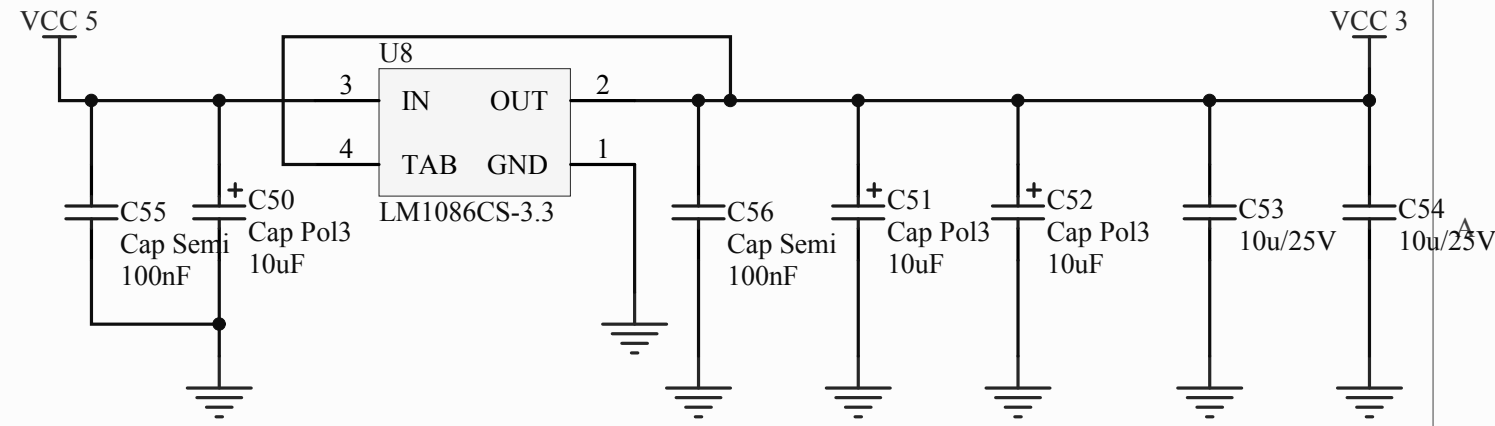 VCC 5
VCC 3
U8
3
IN
OUT
2
4
TAB
GND
1
LM1086CS-3.3
+
C55
Cap Semi
100nF
+
C50
Cap Pol3
10uF
C56
Cap Semi
100nF
+
C51
Cap Pol3
10uF
C52
Cap Pol3
10uF
C53
10u/25V
C54
10u/25V
A